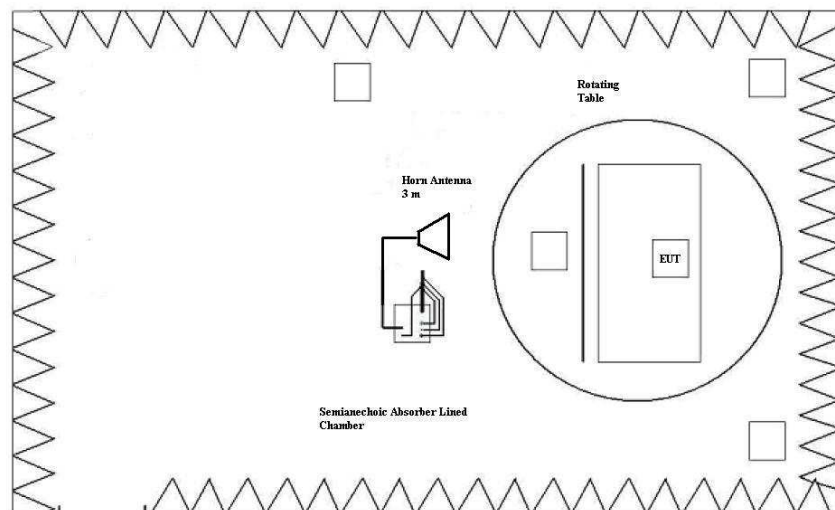 Rotating
Table
Horn Antenna
3 m
EUT
Semianechoic Absorber Lined
Chamber